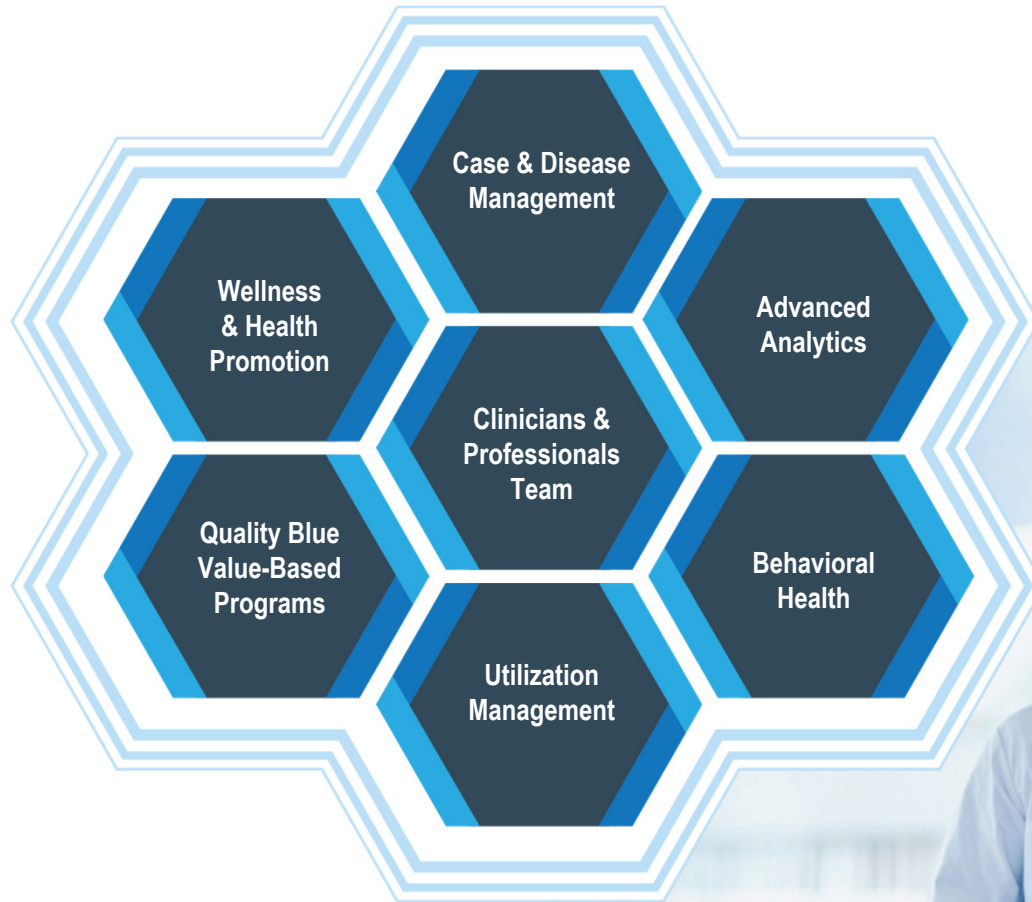 Case & Disease
Management
Wellness
& Health
Promotion
Advanced
Analytics
Clinicians &
Professionals
Team
Quality Blue
Value-Based
Programs
Behavioral
Health
Utilization
Management